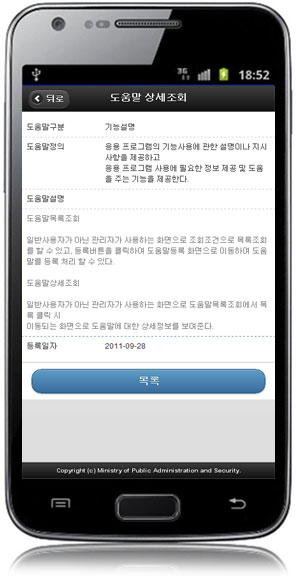 3G 18:52
뒤로 도움말 상세조회
도움말구분 기능설명
도움말정의 응용 프로그램의 기능사용에 관한 설명이나 지시
사항을 제공하고
응용 프로그램 사용에 필요한 정보 제공 및 도움
을 주는 기능을 제공한다.
도움말설명
도움말목록조회
일반사용자가 아닌 관리자가 사용하는 화면으로 조회조건으로 목록조회
를 할 수 있고, 등록버튼을 클릭하여 도움말등록 화면으로 이동하여 도움
말를 등록 처리 할 수 있다.
도움말상세조회
일반사용자가 아닌 관리자가 사용하는 화면으로 도움말목록조회에서 목
록 클릭 시
이동되는 화면으로 도움말에 대한 상세정보를 보여준다.
등록일자 2011-09-28
목록
Copyright (c) Ministry of Public Administration and Security.